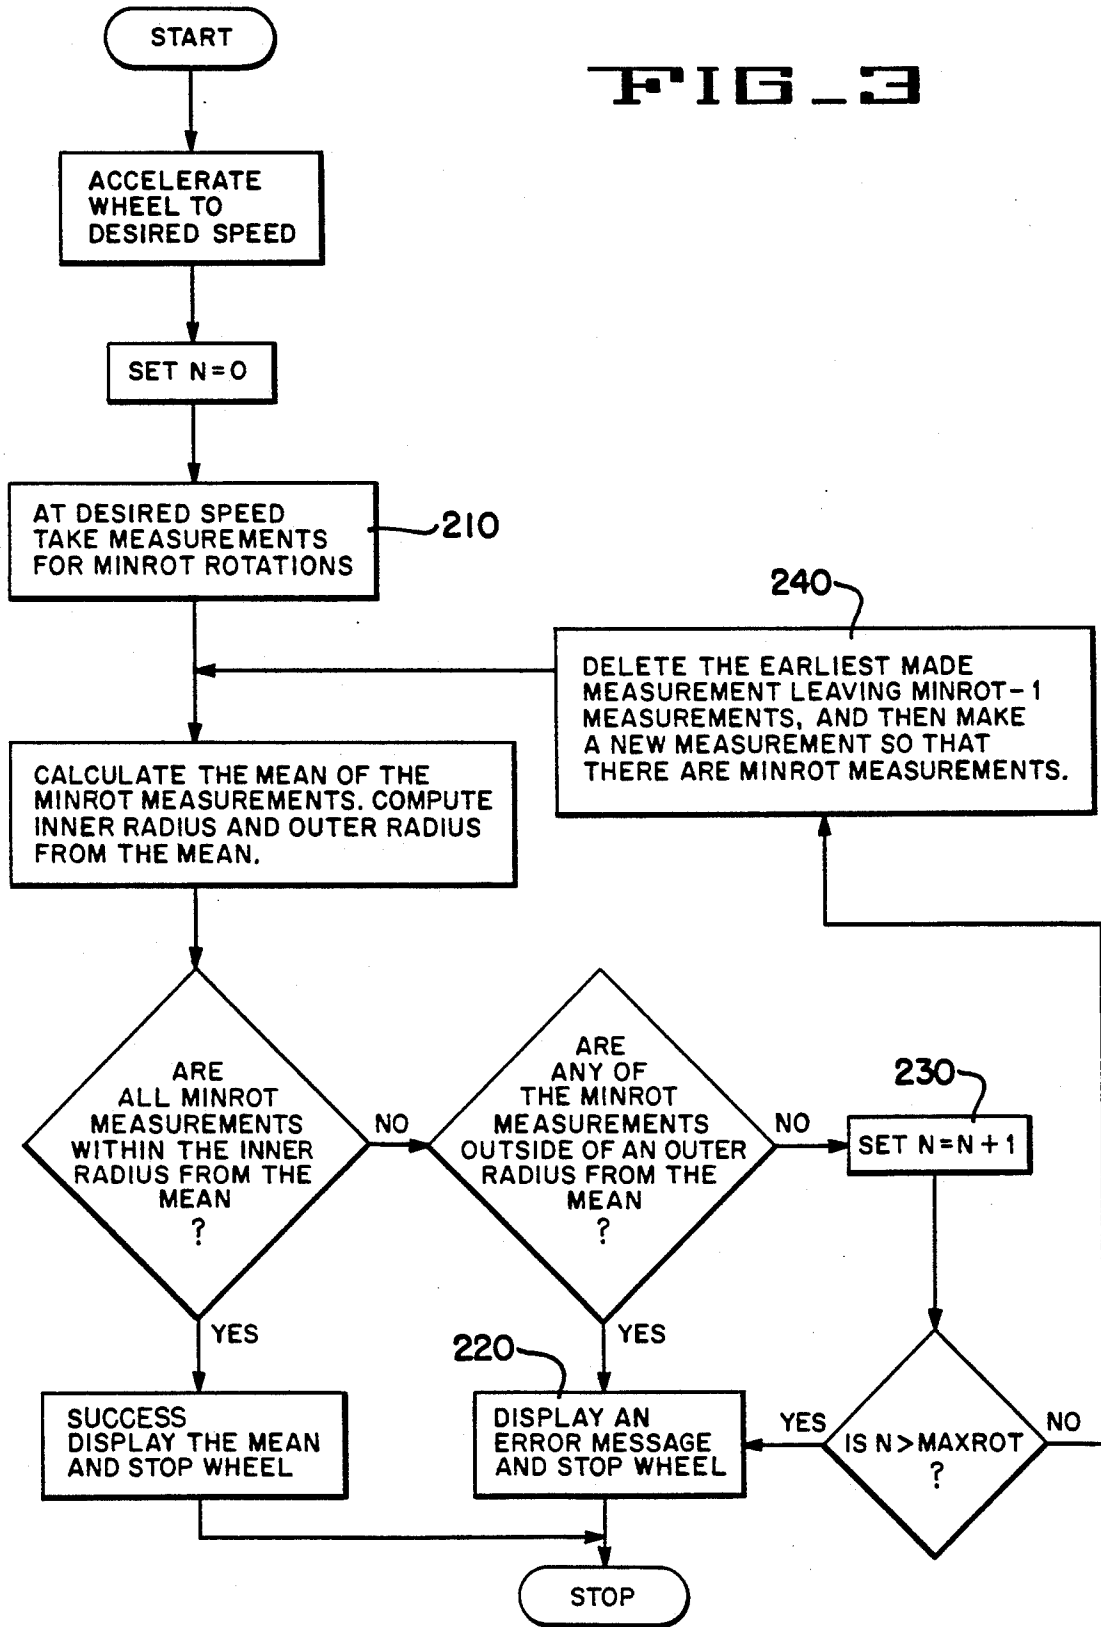 START
FIG_3
ACCELERATE
WHEEL TO
DESIRED SPEED
SET N=0
AT DESIRED SPEED
TAKE MEASUREMENTS
FOR MINROT ROTATIONS
210
240
DELETE THE EARLIEST MADE
MEASUREMENT LEAVING MINROT-1
MEASUREMENTS, AND THEN MAKE
A NEW MEASUREMENT SO THAT
THERE ARE MINROT MEASUREMENTS.
CALCULATE THE MEAN OF THE
MINROT MEASUREMENTS. COMPUTE
INNER RADIUS AND OUTER RADIUS
FROM THE MEAN.
ARE
ALL MINROT
MEASUREMENTS
WITHIN THE INNER
RADIUS FROM THE
MEAN
?
NO
ARE
ANY OF
THE MINROT
MEASUREMENTS
OUTSIDE OF AN OUTER
RADIUS FROM THE
MEAN
?
NO
230
SET N=N+1
YES
SUCCESS
DISPLAY THE MEAN
AND STOP WHEEL
YES
220
DISPLAY AN
ERROR MESSAGE
AND STOP WHEEL
YES
IS N>MAXROT
?
NO
STOP